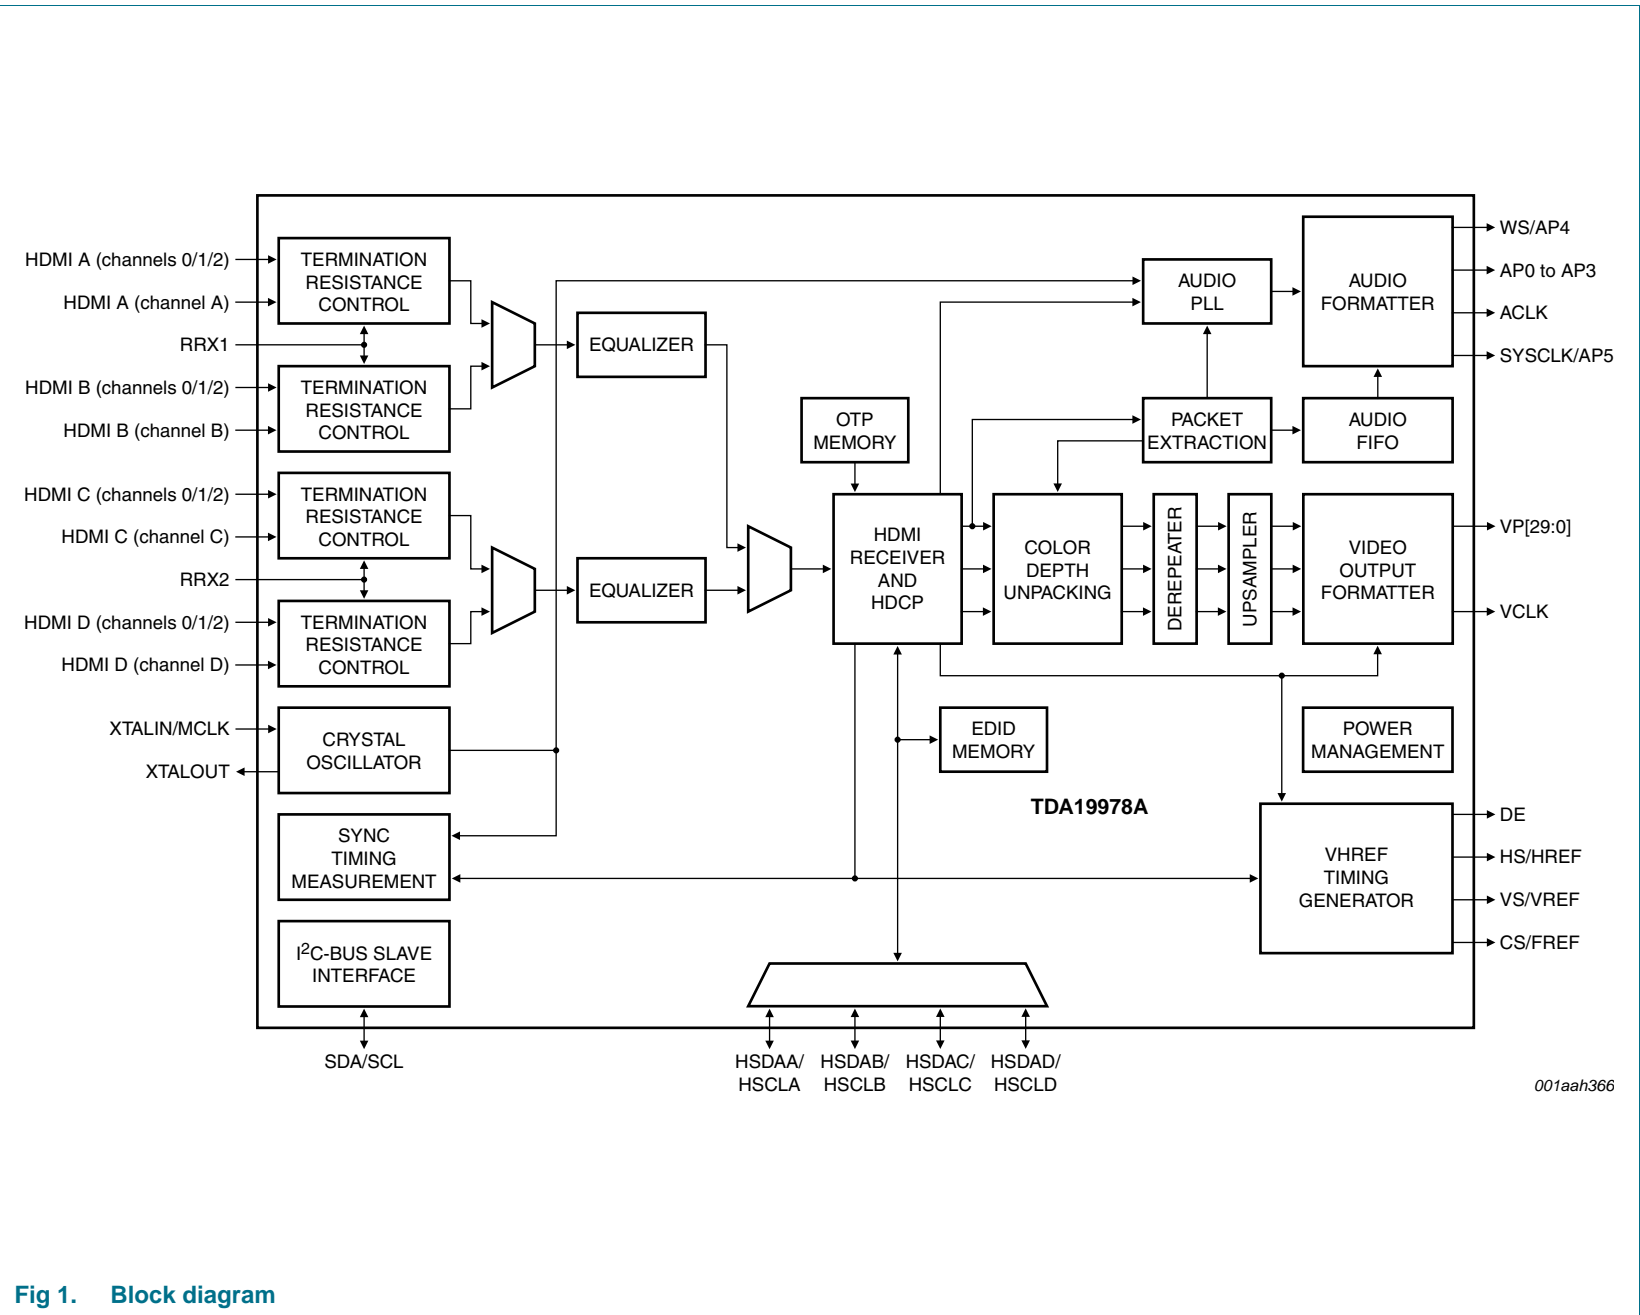 HDMI A (channels 0/1/2)
HDMI A (channel A)
RRX1
HDMI B (channels 0/1/2)
HDMI B (channel B)
HDMI C (channels 0/1/2)
HDMI C (channel C)
RRX2
HDMI D (channels 0/1/2)
HDMI D (channel D)
XTALIN/MCLK
XTALOUT
TERMINATION
RESISTANCE
CONTROL
TERMINATION
RESISTANCE
CONTROL
TERMINATION
RESISTANCE
CONTROL
TERMINATION
RESISTANCE
CONTROL
CRYSTAL
OSCILLATOR
SYNC
TIMING
MEASUREMENT
I2C-BUS SLAVE
INTERFACE
SDA/SCL
EQUALIZER
EQUALIZER
OTP
MEMORY
HDMI
RECEIVER
AND
HDCP
EDID
MEMORY
COLOR
DEPTH
UNPACKING
DEREPEATER
UPSAMPLER
AUDIO
PLL
PACKET
EXTRACTION
AUDIO
FORMATTER
AUDIO
FIFO
VIDEO
OUTPUT
FORMATTER
POWER
MANAGEMENT
TDA19978A
VHREF
TIMING
GENERATOR
WS/AP4
AP0 to AP3
ACLK
SYSCLK/AP5
VP[29:0]
VCLK
DE
HS/HREF
VS/VREF
CS/FREF
HSDAA/
HSCLA
HSDAB/
HSCLB
HSDAC/
HSCLC
HSDAD/
HSCLD
001aah366
Fig 1. Block diagram